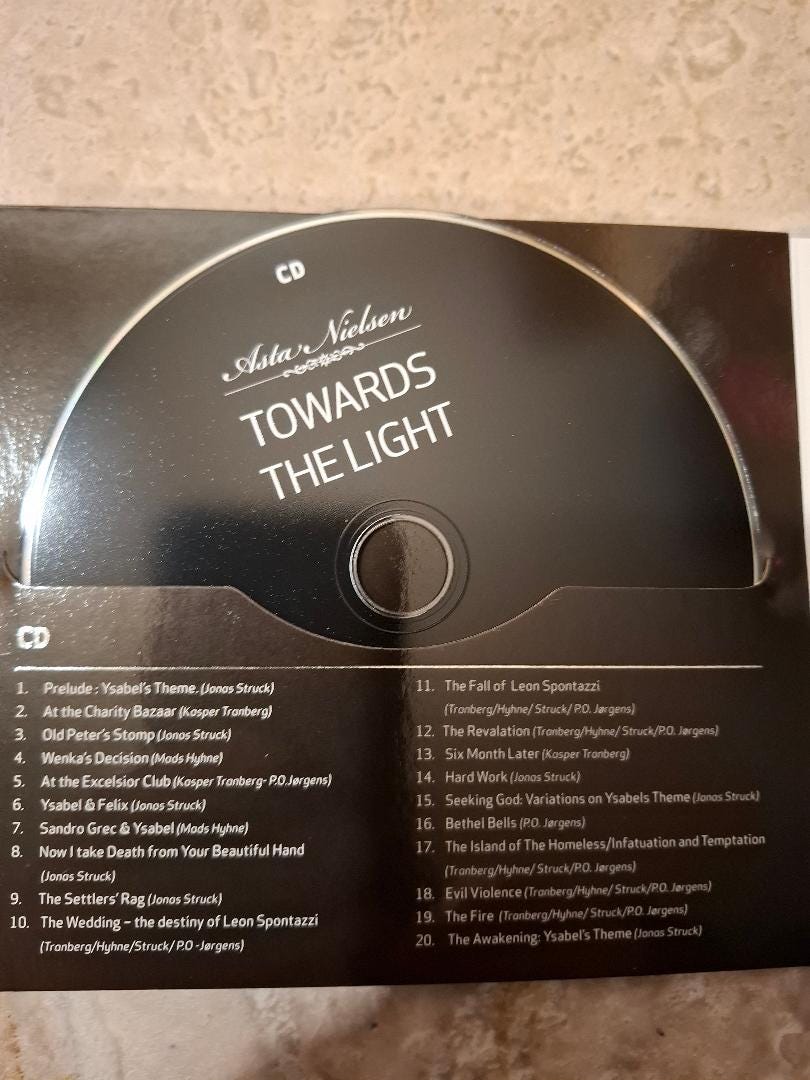 CD
Asta Nielsen
TOWARDS
THE LIGHT
CD
1. Prelude : Ysabel's Theme. (Jonas Struck)
2. At the Charity Bazaar (Kasper Tranberg)
3. Old Peter's Stomp (Jonas Struck)
4. Wenka's Decision (Mads Hyhne)
5. At the Excelsior Club (Kasper Tranberg- P.O.Jørgens)
6. Ysabel & Felix (Jonas Struck)
7. Sandro Grec & Ysabel (Mads Hyhne)
8. Now I take Death from Your Beautiful Hand
(Jonas Struck)
9. The Settlers' Rag (Jonas Struck)
10. The Wedding – the destiny of Leon Spontazzi
(Tranberg/Hyhne/Struck/ P.O -Jørgens)
11. The Fall of Leon Spontazzi
(Tranberg/Hyhne/ Struck/ P.O. Jørgens)
12. The Revalation (Tranberg/Hyhne/ Struck/P.O. Jørgens)
13. Six Month Later (Kasper Tranberg)
14. Hard Work (Jonas Struck)
15. Seeking God: Variations on Ysabels Theme (Jonas Struck)
16. Bethel Bells (P.O. Jørgens)
17. The Island of The Homeless/Infatuation and Temptation
(Tranberg/Hyhne/ Struck/P.O. Jørgens)
18. Evil Violence (Tranberg/Hyhne/ Struck/P.O. Jørgens)
19. The Fire (Tranberg/Hyhne/ Struck/P.O. Jørgens)
20. The Awakening: Ysabel's Theme (Jonas Struck)